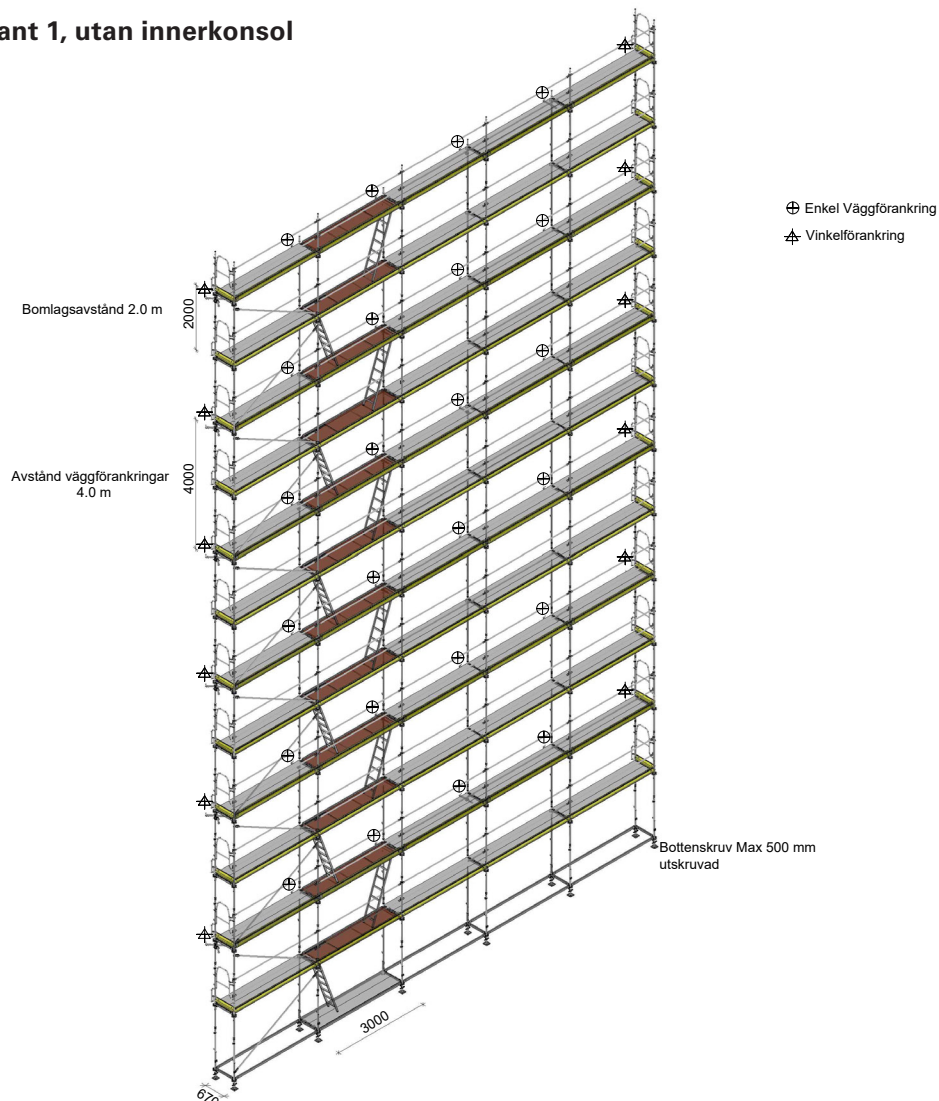 ant 1, utan innerkonsol
Enkel Väggförankring
Vinkelförankring
Bomlagsavstånd 2.0 m
2000
Avstånd väggförankringar
4.0 m
4000
Bottenskruv Max 500 mm
utskruvad
3000